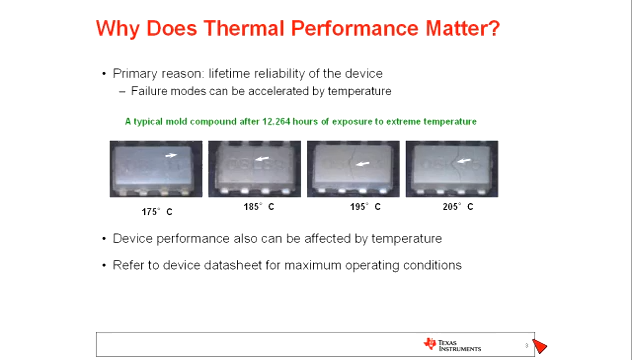 Why Does Thermal Performance Matter?
• Primary reason: lifetime reliability of the device
– Failure modes can be accelerated by temperature
A typical mold compound after 12,264 hours of exposure to extreme temperature
175° C
185° C
195° C
205° C
• Device performance also can be affected by temperature
• Refer to device datasheet for maximum operating conditions
TEXAS
INSTRUMENTS
3